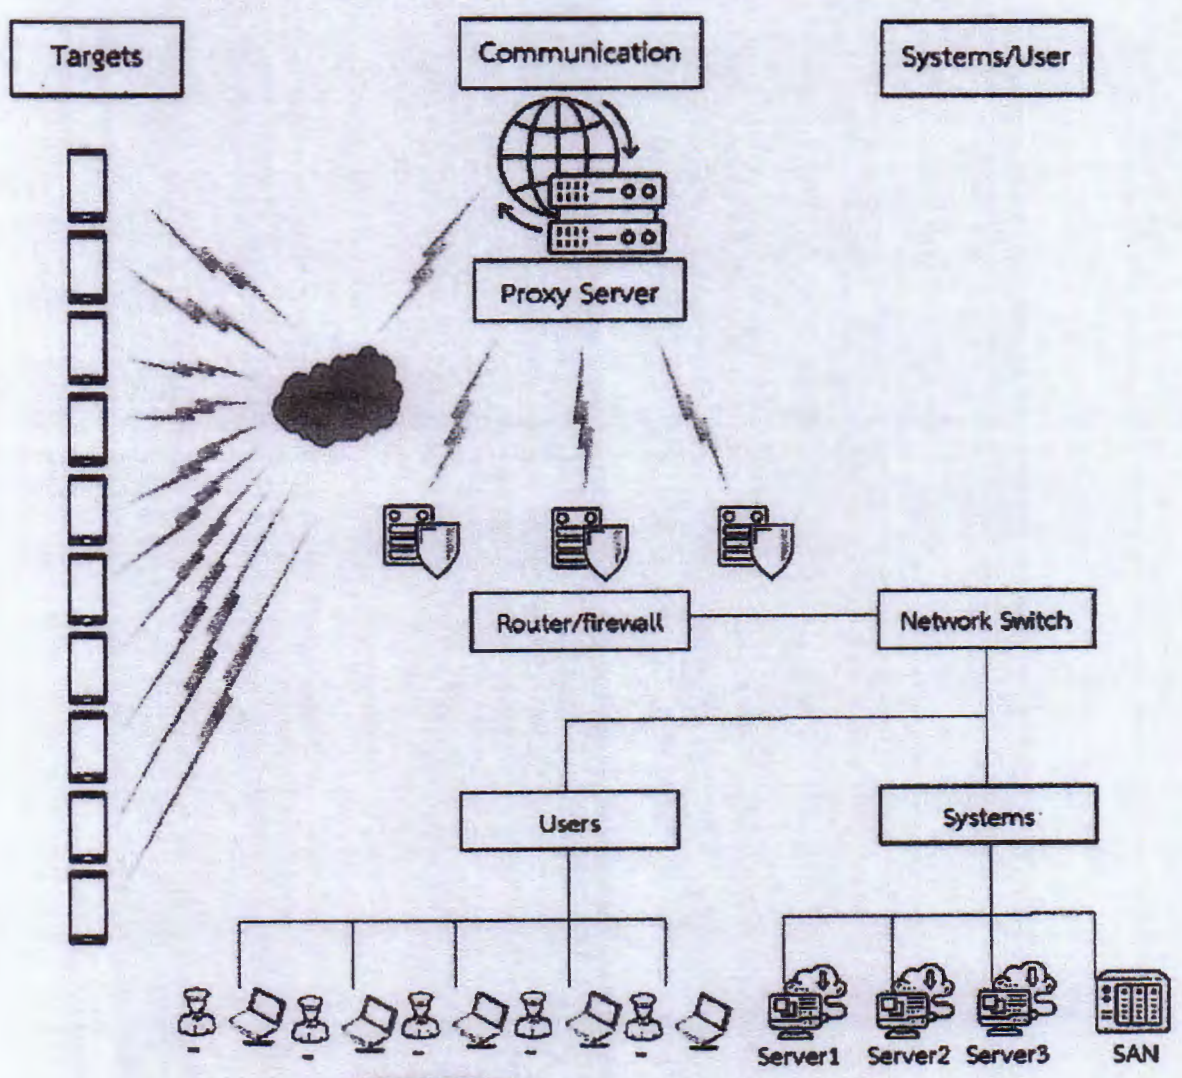 Targets
Communication
Systems/User
Proxy Server
Router/firewall
Network Switch
Users
Systems
Server1
Server2
Server3
SAN